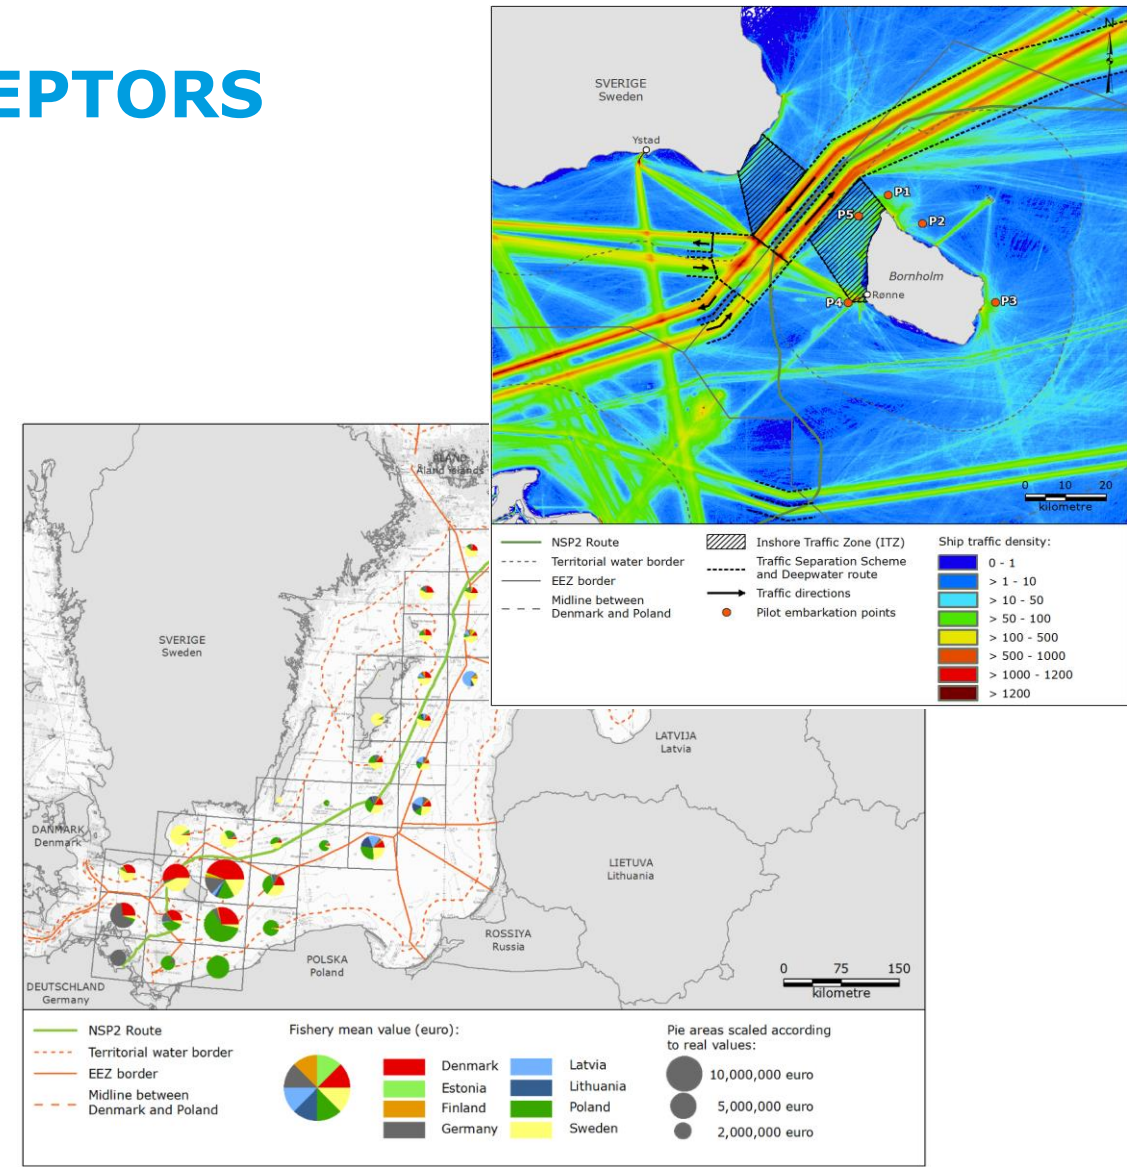 EPTORS
N
SVERIGE
Sweden
Ystad
P1
P5
P2
Bornholm
P4
Rønne
P3
0 10 20
kilometre
NSP2 Route
Territorial water border
EEZ border
Midline between
Denmark and Poland
Inshore Traffic Zone (ITZ)
Traffic Separation Scheme
and Deepwater route
Traffic directions
Pilot embarkation points
Ship traffic density:
0 - 1
> 1 - 10
> 10 - 50
> 50 - 100
> 100 - 500
> 500 - 1000
> 1000 - 1200
> 1200
ÅLAND
Åland Islands
SVERIGE
Sweden
LATVIJA
Latvia
DANMARK
Denmark
LIETUVA
Lithuania
ROSSIYA
Russia
POLSKA
Poland
DEUTSCHLAND
Germany
0 75 150
kilometre
NSP2 Route
Territorial water border
EEZ border
Midline between
Denmark and Poland
Fishery mean value (euro):
Denmark
Estonia
Finland
Germany
Latvia
Lithuania
Poland
Sweden
Pie areas scaled according
to real values:
10,000,000 euro
5,000,000 euro
2,000,000 euro